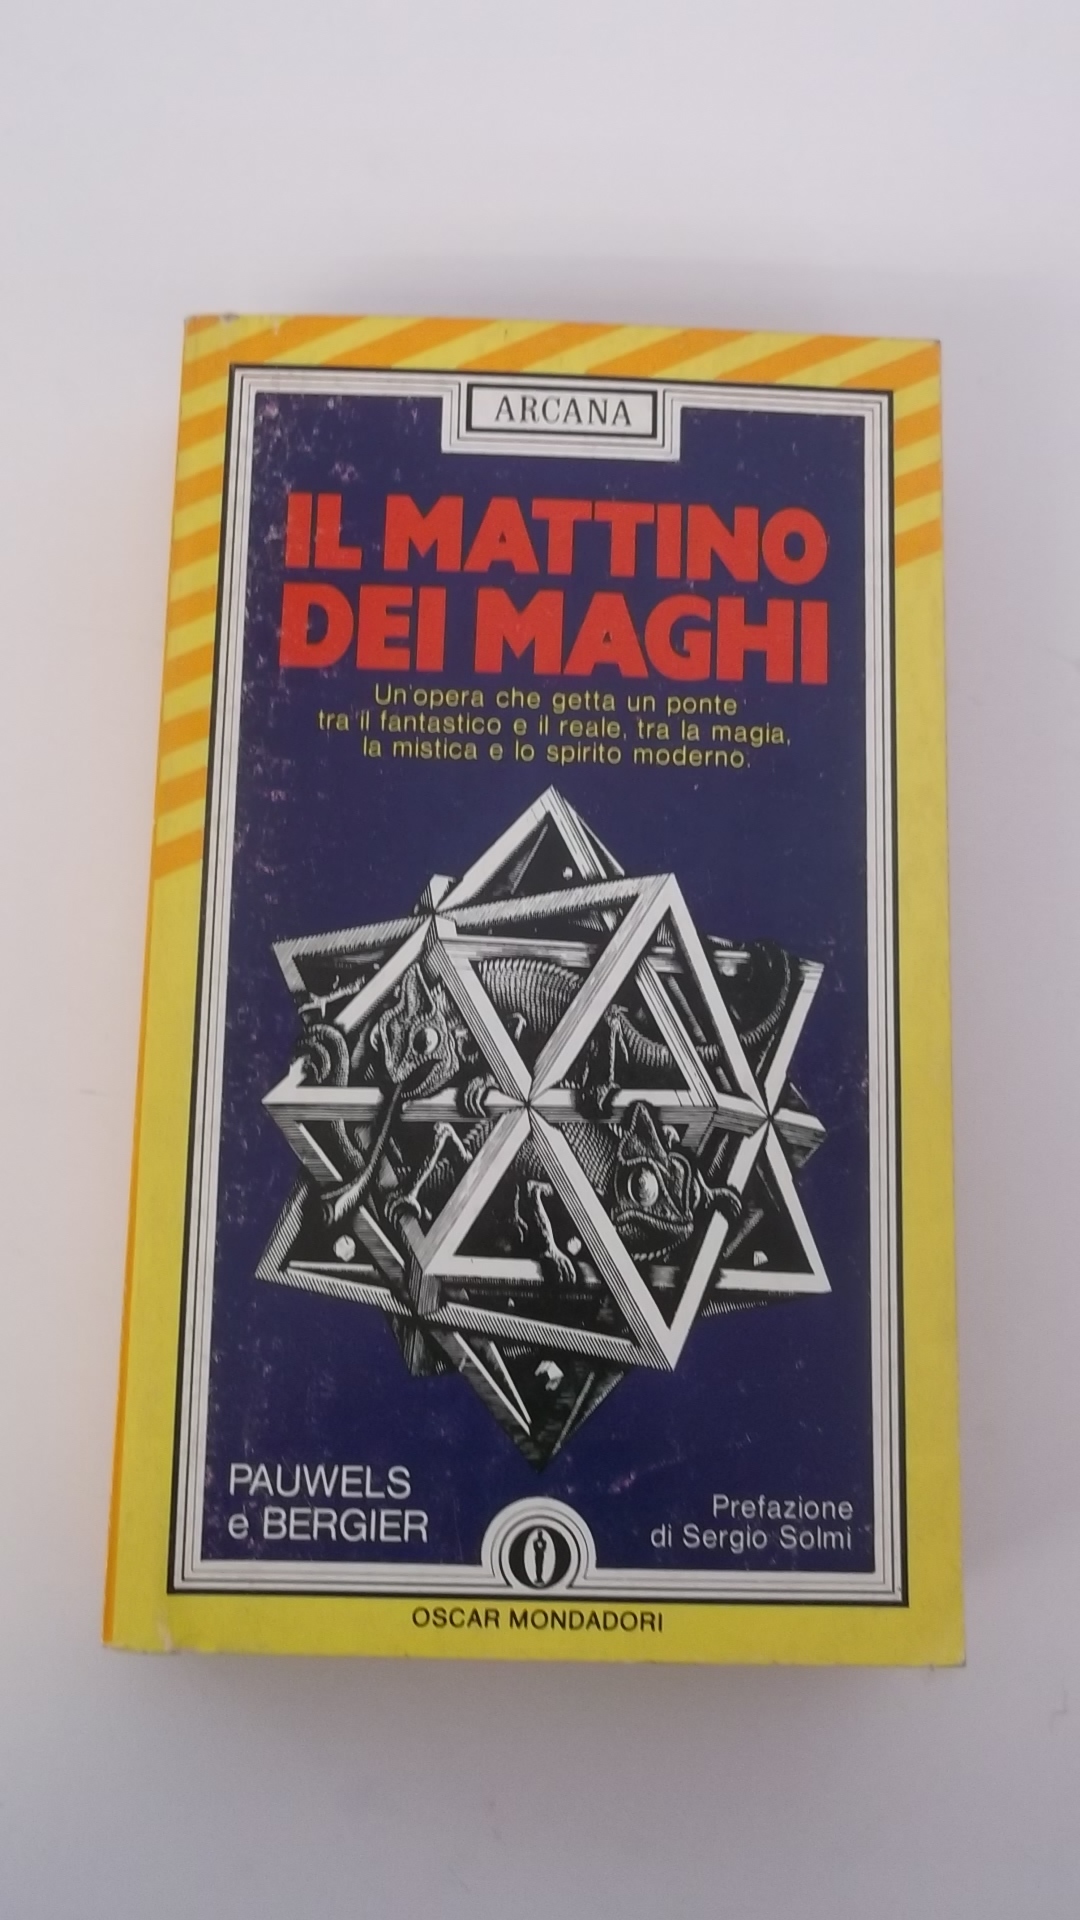 ARCANA
IL MATTINO
DEI MAGHI
Un'opera che getta un ponte
tra il fantastico e il reale, tra la magia,
la mistica e lo spirito moderno.
PAUWELS
e BERGIER
Prefazione
di Sergio Solmi
OSCAR MONDADORI